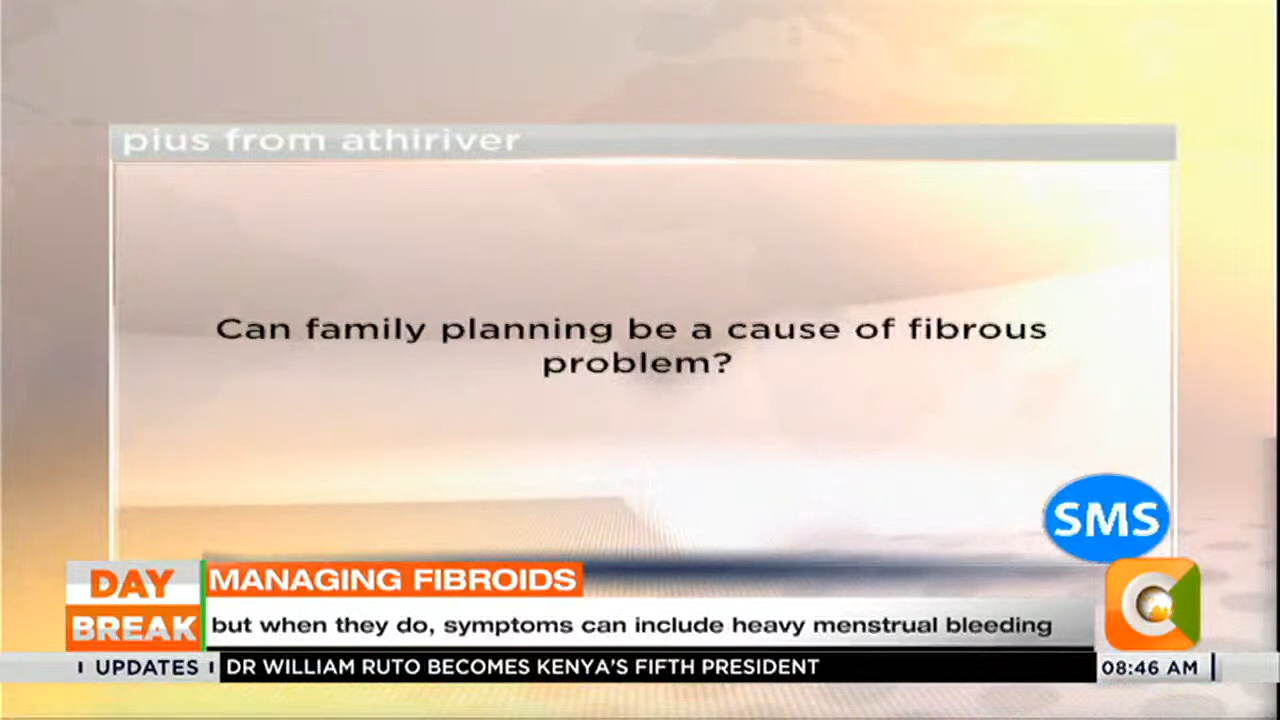 pius from athiriver
Can family planning be a cause of fibrous
problem?
SMS
DAY
BREAK
MANAGING FIBROIDS
but when they do, symptoms can include heavy menstrual bleeding
UPDATES
DR WILLIAM RUTO BECOMES KENYA'S FIFTH PRESIDENT
08:46 AM